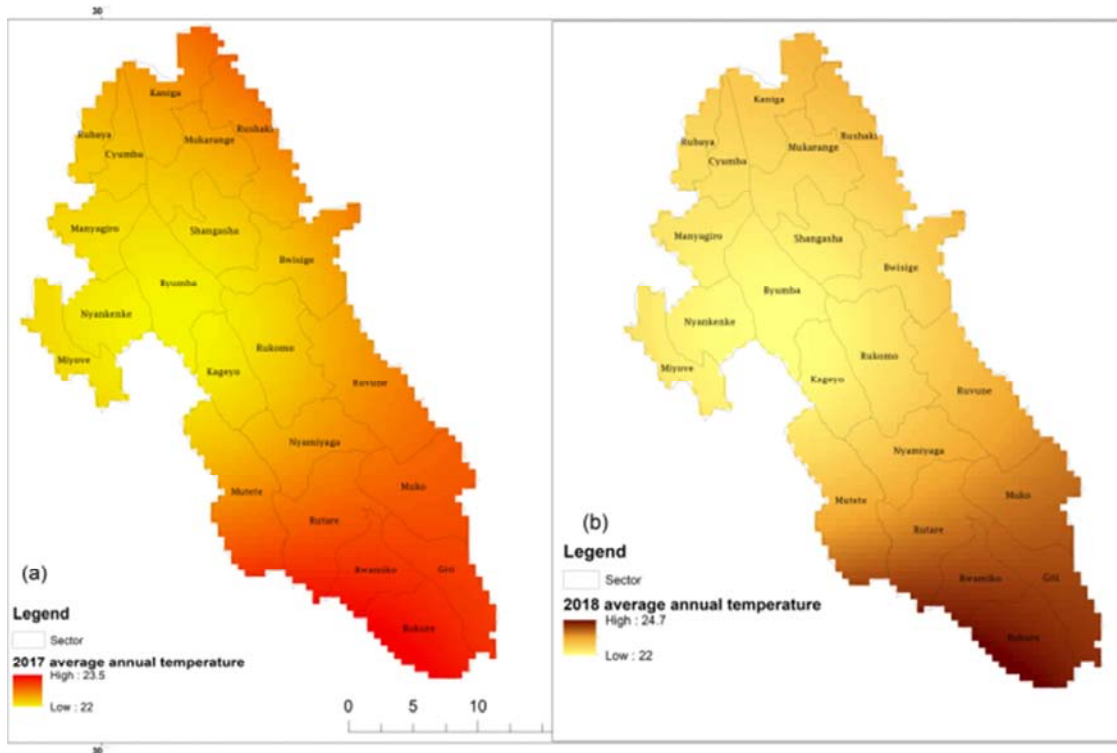 30
Kaniga
Rubaya
Cyumba
Mukarange
Rushaki
Manyagiro
Shangasha
Bwisige
Byumba
Nyankenke
Rukomo
Miyove
Kageyo
Ruvune
Nyamiyaga
Mutete
Muko
Rutare
Bwamiko
Giti
Bukure
(a)
Legend
Sector
2017 average annual temperature
High : 23.5
Low : 22
0 5 10
30
Kaniga
Rubaya
Cyumba
Mukarange
Rushaki
Manyagiro
Shangasha
Bwisige
Byumba
Nyankenke
Rukomo
Miyove
Kageyo
Ruvune
Nyamiyaga
Mutete
Muko
Rutare
Bwamiko
Giti
Bukure
(b)
Legend
Sector
2018 average annual temperature
High : 24.7
Low : 22